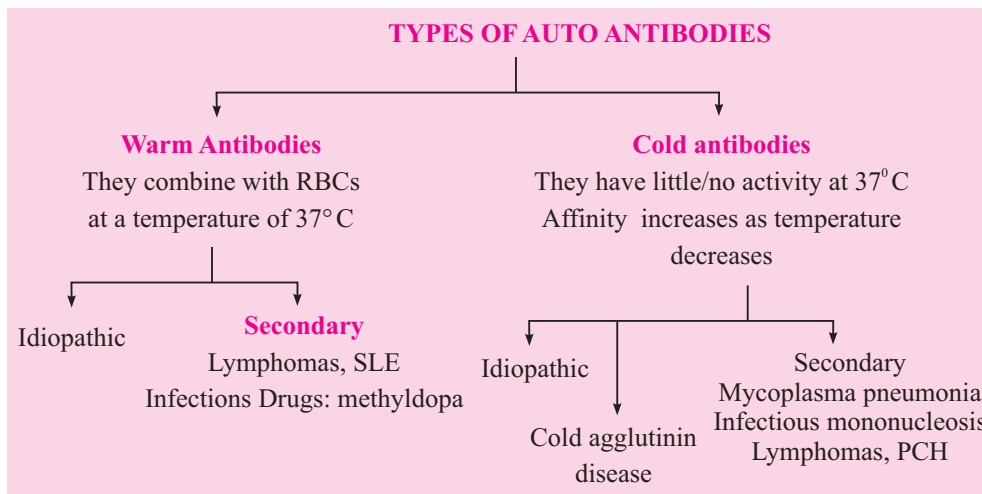 TYPES OF AUTO ANTIBODIES
Warm Antibodies
They combine with RBCs
at a temperature of 37° C
Idiopathic
Secondary
Lymphomas, SLE
Infections Drugs: methyldopa
Cold antibodies
They have little/no activity at 37⁰ C
Affinity increases as temperature
decreases
Idiopathic
Cold agglutinin
disease
Secondary
Mycoplasma pneumonia
Infectious mononucleosis
Lymphomas, PCH